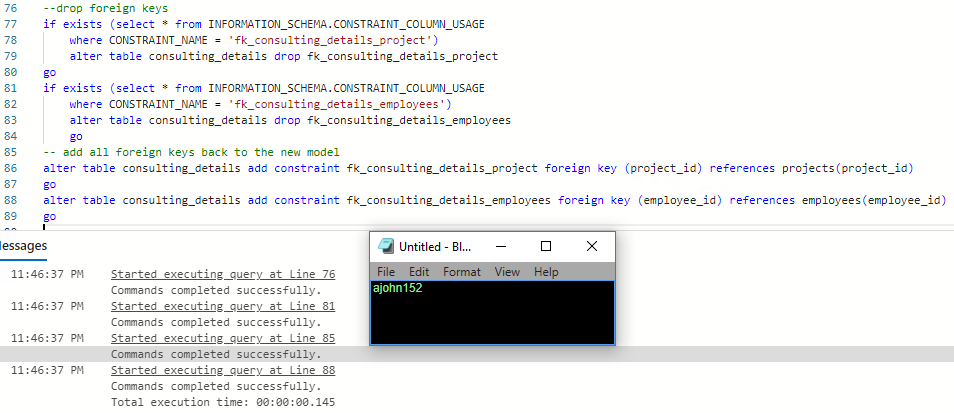 76 --drop foreign keys
77 if exists (select * from INFORMATION_SCHEMA.CONSTRAINT_COLUMN_USAGE
78 where CONSTRAINT_NAME = 'fk_consulting_details_project')
79 alter table consulting_details drop fk_consulting_details_project
80 go
81 if exists (select * from INFORMATION_SCHEMA.CONSTRAINT_COLUMN_USAGE
82 where CONSTRAINT_NAME = 'fk_consulting_details_employees')
83 alter table consulting_details drop fk_consulting_details_employees
84 go
85 -- add all foreign keys back to the new model
86 alter table consulting_details add constraint fk_consulting_details_project foreign key (project_id) references projects(project_id)
87 go
88 alter table consulting_details add constraint fk_consulting_details_employees foreign key (employee_id) references employees(employee_id)
89 go
essages
11:46:37 PM Started executing query at Line 76
Commands completed successfully.
11:46:37 PM Started executing query at Line 81
Commands completed successfully.
11:46:37 PM Started executing query at Line 85
Commands completed successfully.
11:46:37 PM Started executing query at Line 88
Commands completed successfully.
Total execution time: 00:00:00.145
Untitled - Bl...
File Edit Format View Help
ajohn152